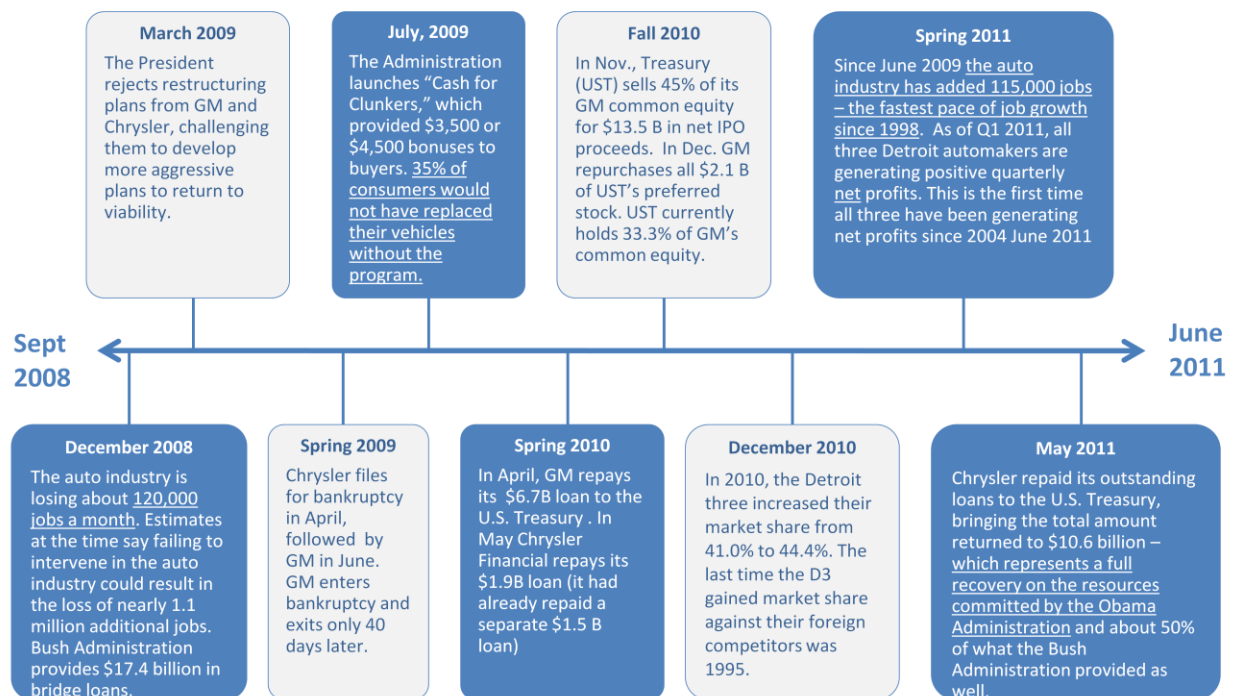 March 2009
The President
rejects restructuring
plans from GM and
Chrysler, challenging
them to develop
more aggressive
plans to return to
viability.
July, 2009
The Administration
launches “Cash for
Clunkers,” which
provided $3,500 or
$4,500 bonuses to
buyers. 35% of
consumers would
not have replaced
their vehicles
without the
program.
Fall 2010
In Nov., Treasury
(UST) sells 45% of its
GM common equity
for $13.5 B in net IPO
proceeds. In Dec. GM
repurchases all $2.1 B
of UST’s preferred
stock. UST currently
holds 33.3% of GM’s
common equity.
Spring 2011
Since June 2009 the auto
industry has added 115,000 jobs
– the fastest pace of job growth
since 1998. As of Q1 2011, all
three Detroit automakers are
generating positive quarterly
net profits. This is the first time
all three have been generating
net profits since 2004 June 2011
Sept
2008
June
2011
December 2008
The auto industry is
losing about 120,000
jobs a month. Estimates
at the time say failing to
intervene in the auto
industry could result in
the loss of nearly 1.1
million additional jobs.
Bush Administration
provides $17.4 billion in
bridge loans.
Spring 2009
Chrysler files
for bankruptcy
in April,
followed by
GM in June.
GM enters
bankruptcy and
exits only 40
days later.
Spring 2010
In April, GM repays
its $6.7B loan to the
U.S. Treasury . In
May Chrysler
Financial repays its
$1.9B loan (it had
already repaid a
separate $1.5 B
loan)
December 2010
In 2010, the Detroit
three increased their
market share from
41.0% to 44.4%. The
last time the D3
gained market share
against their foreign
competitors was
1995.
May 2011
Chrysler repaid its outstanding
loans to the U.S. Treasury,
bringing the total amount
returned to $10.6 billion –
which represents a full
recovery on the resources
committed by the Obama
Administration and about 50%
of what the Bush
Administration provided as
well.